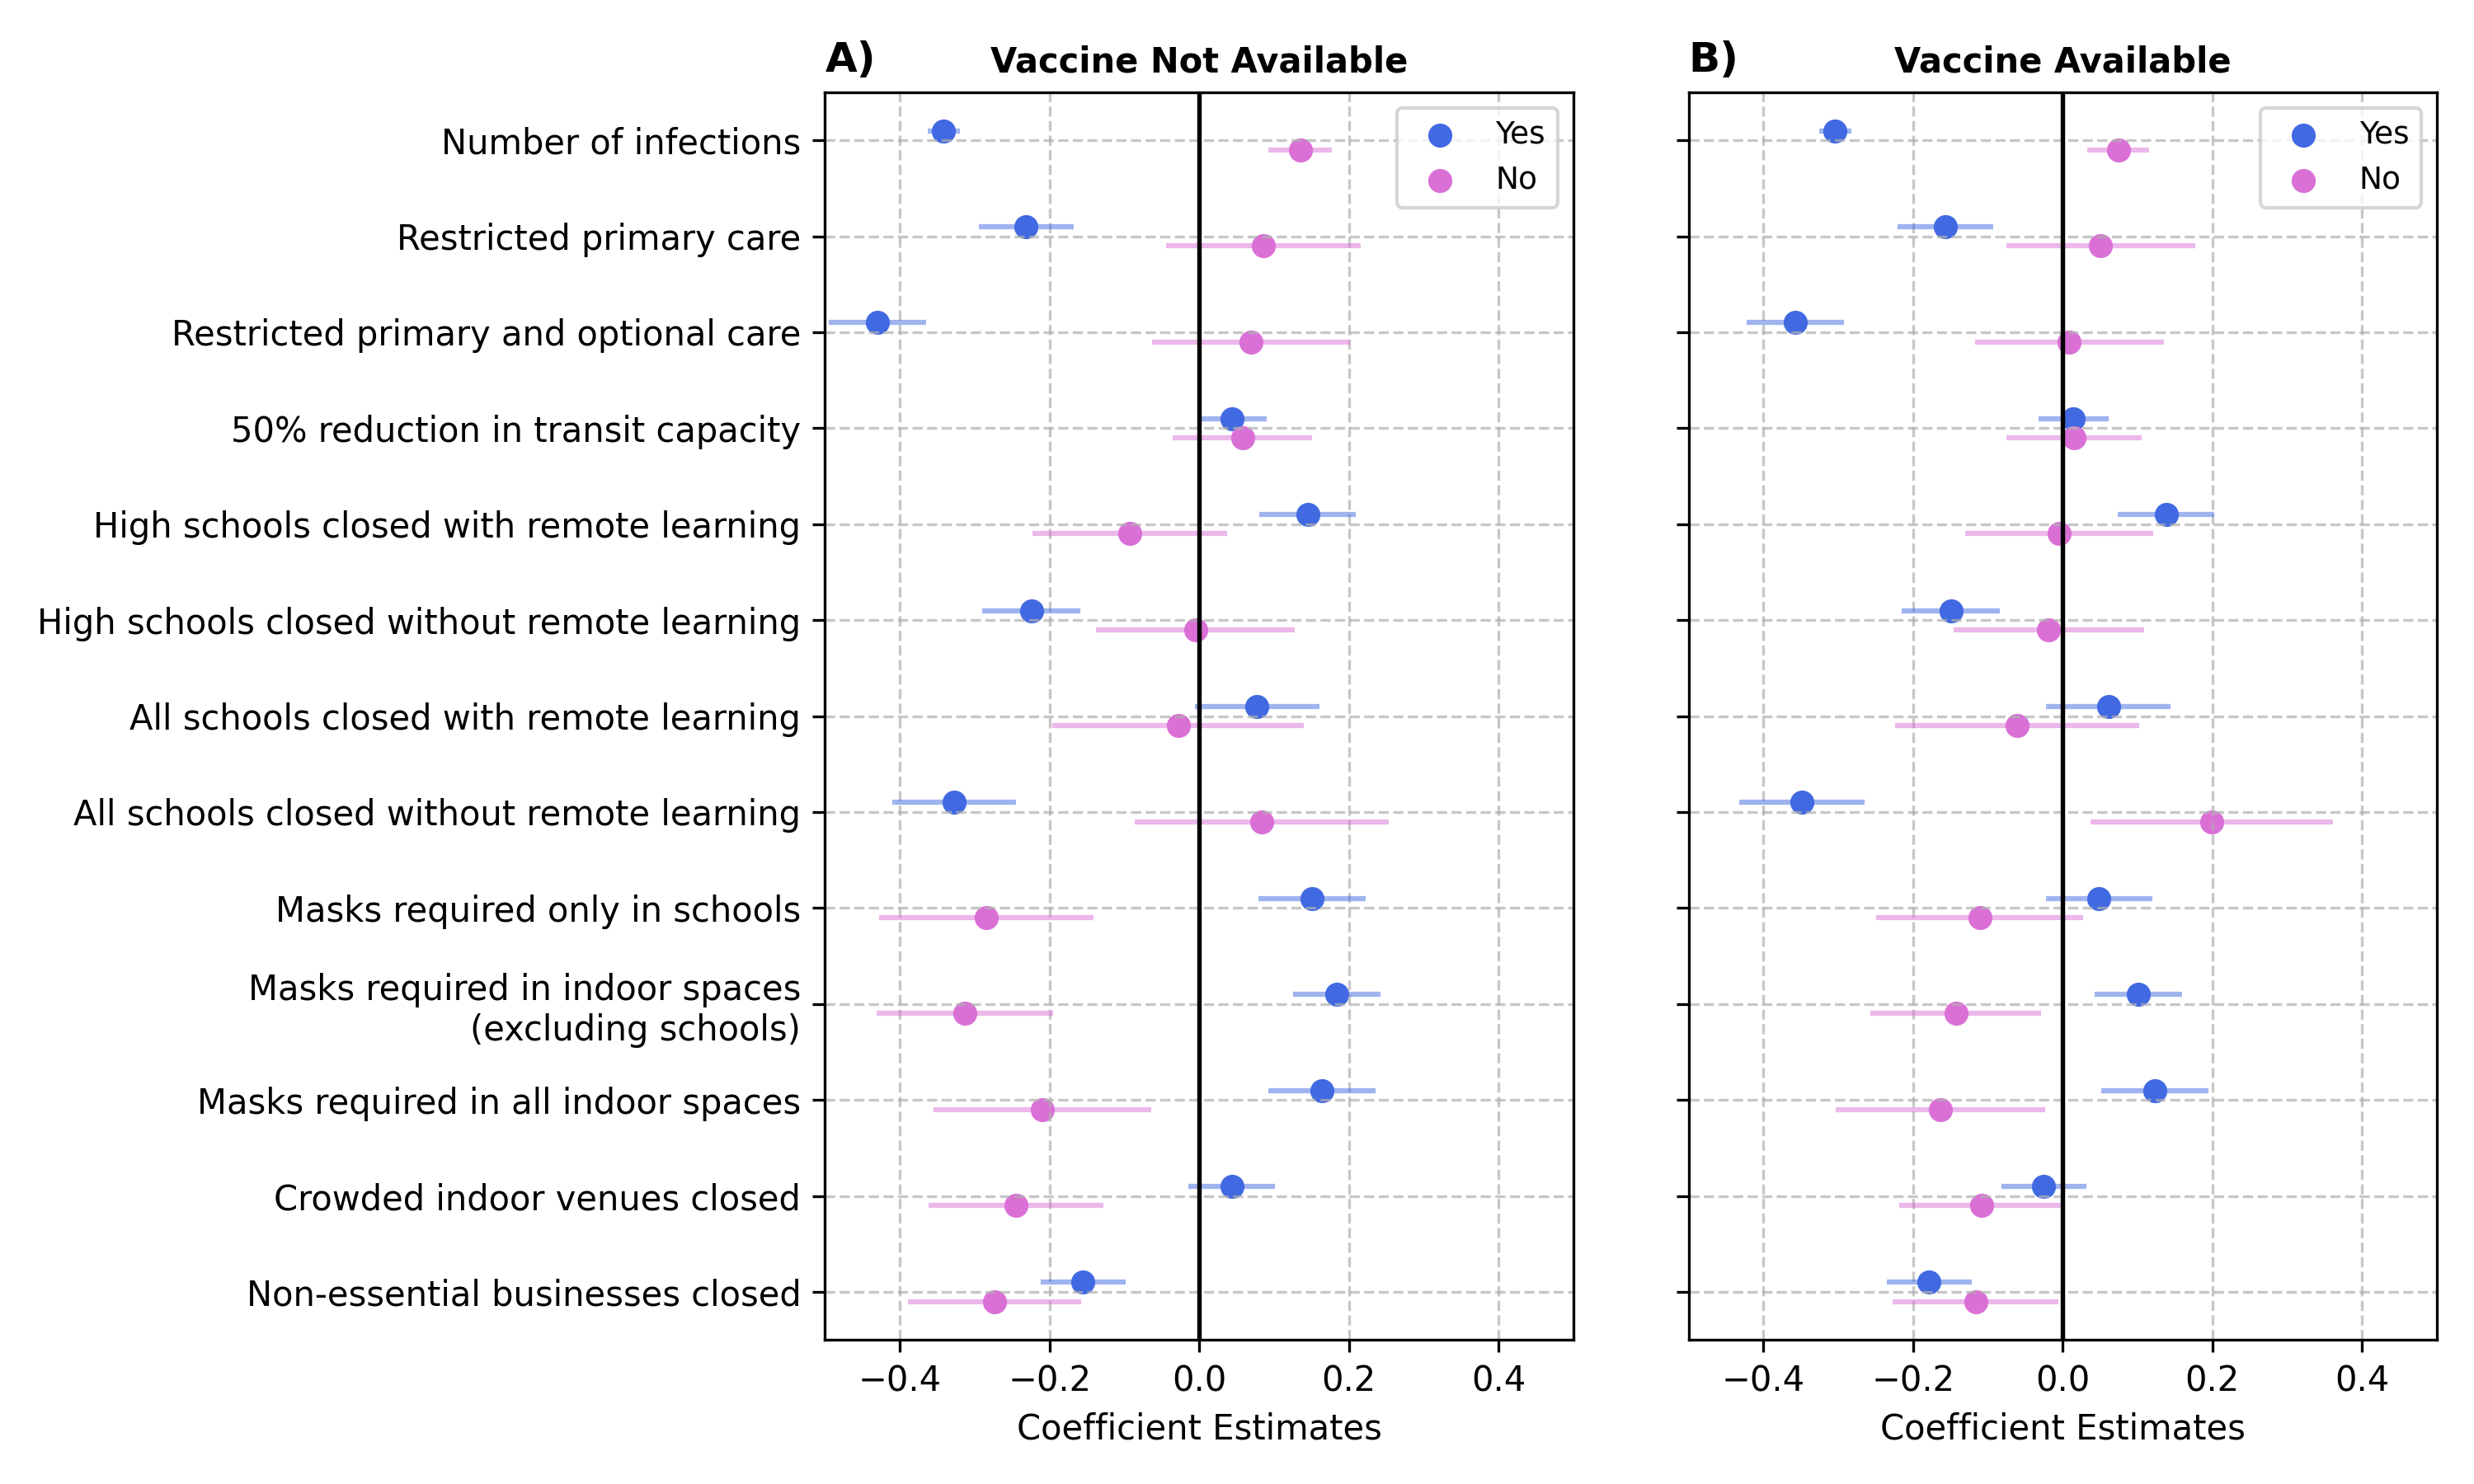 A) Vaccine Not Available
B) Vaccine Available
Yes
No
Yes
No
Number of infections
Restricted primary care
Restricted primary and optional care
50% reduction in transit capacity
High schools closed with remote learning
High schools closed without remote learning
All schools closed with remote learning
All schools closed without remote learning
Masks required only in schools
Masks required in indoor spaces
(excluding schools)
Masks required in all indoor spaces
Crowded indoor venues closed
Non-essential businesses closed
−0.4 −0.2 0.0 0.2 0.4
−0.4 −0.2 0.0 0.2 0.4
Coefficient Estimates
Coefficient Estimates